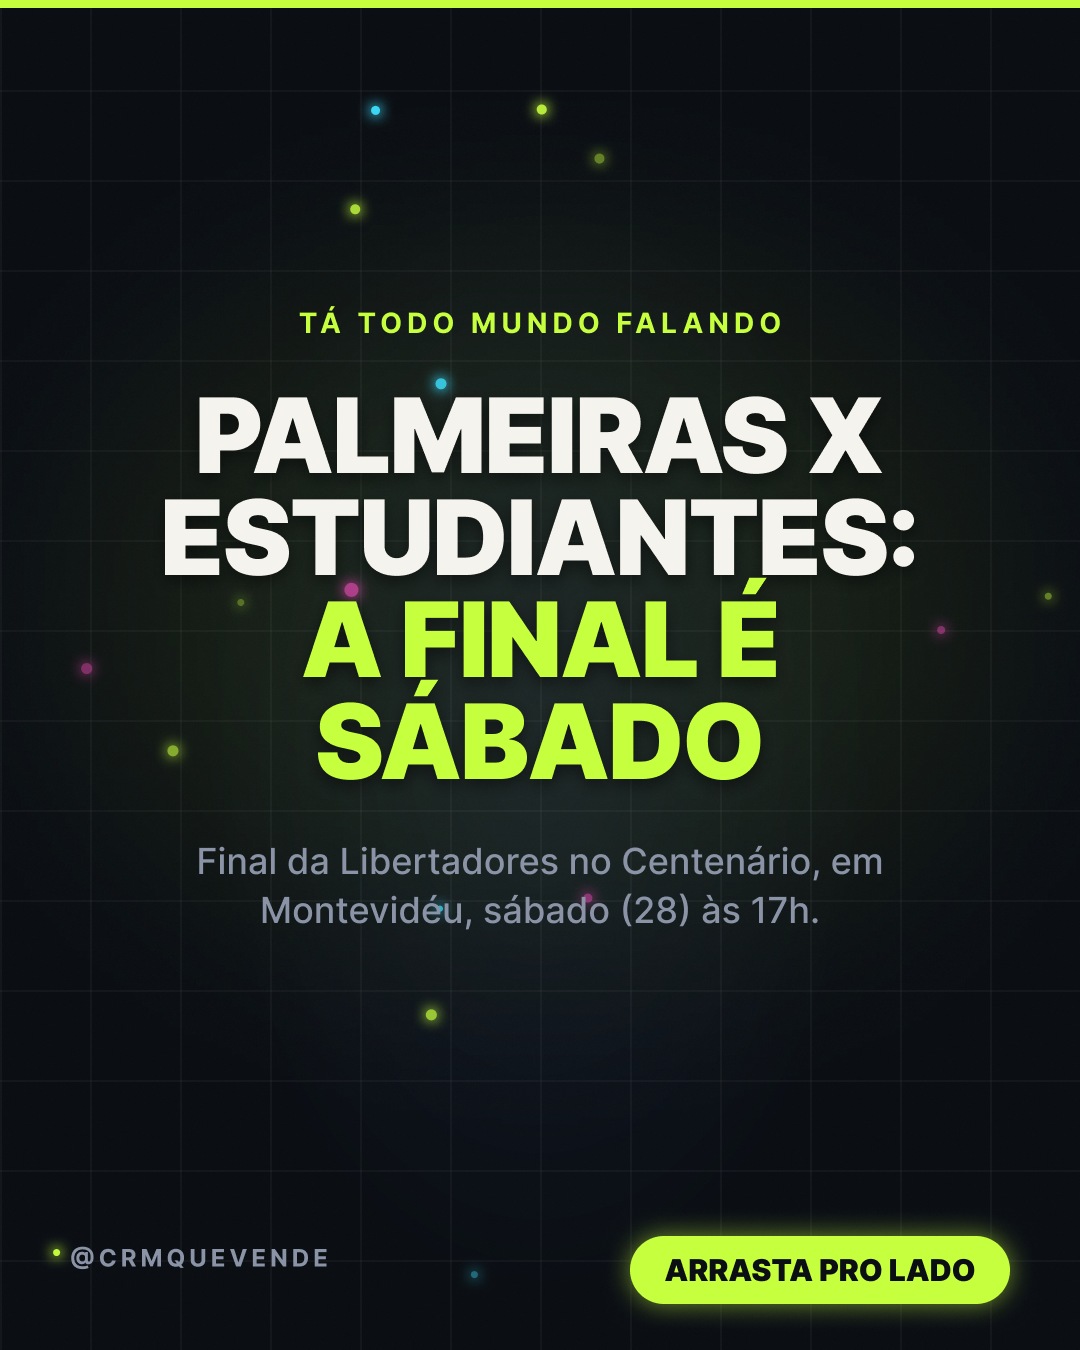 TÁ TODO MUNDO FALANDO
PALMEIRAS X
ESTUDIANTES:
A FINAL É
SÁBADO
Final da Libertadores no Centenário, em
Montevidéu, sábado (28) às 17h.
@CRMQUEVENDE
ARRASTA PRO LADO